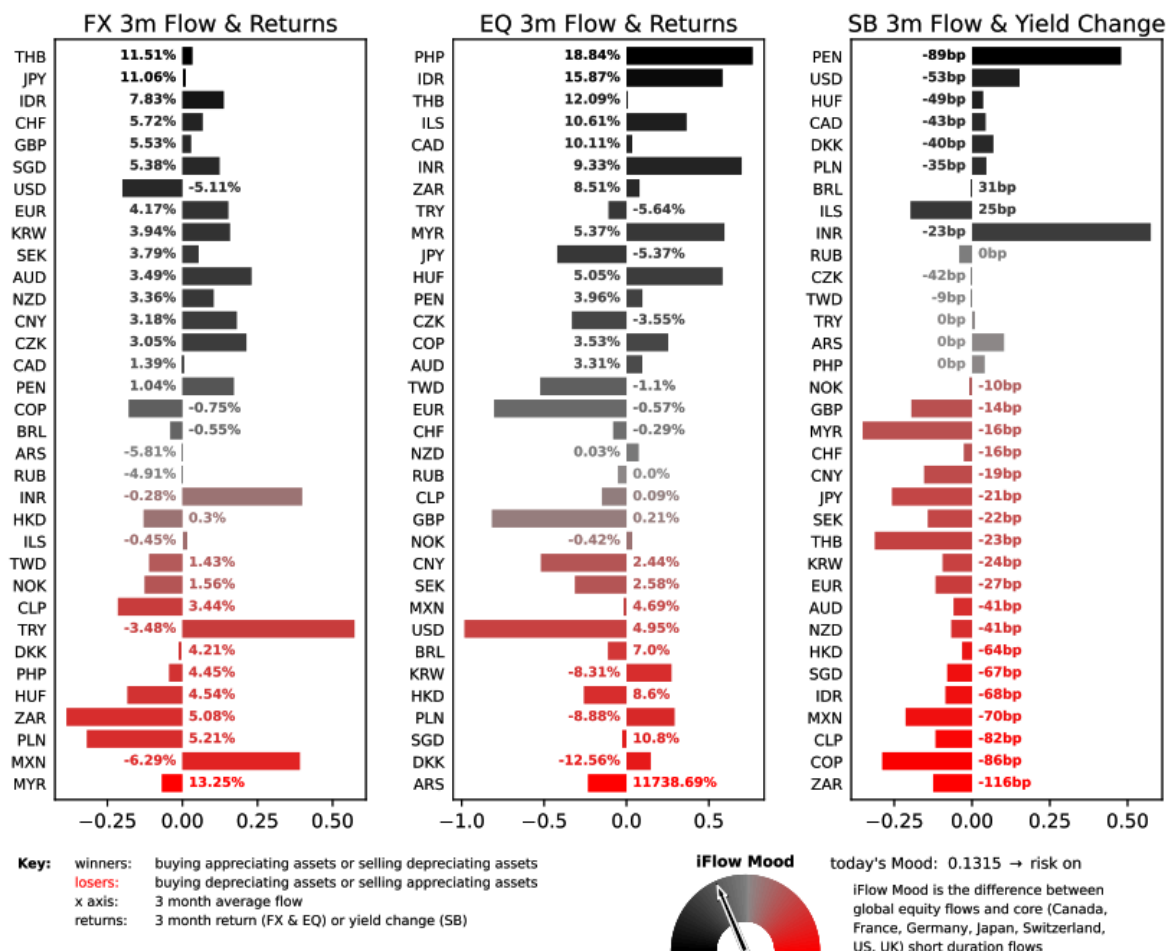 FX 3m Flow & Returns
THB 11.51%
JPY 11.06%
IDR 7.83%
CHF 5.72%
GBP 5.53%
SGD 5.38%
USD -5.11%
EUR 4.17%
KRW 3.94%
SEK 3.79%
AUD 3.49%
NZD 3.36%
CNY 3.18%
CZK 3.05%
CAD 1.39%
PEN 1.04%
COP -0.75%
BRL -0.55%
ARS -5.81%
RUB -4.91%
INR -0.28%
HKD 0.3%
ILS -0.45%
TWD 1.43%
NOK 1.56%
CLP 3.44%
TRY -3.48%
DKK 4.21%
PHP 4.45%
HUF 4.54%
ZAR 5.08%
PLN 5.21%
MXN -6.29%
MYR 13.25%
−0.25 0.00 0.25 0.50
EQ 3m Flow & Returns
PHP 18.84%
IDR 15.87%
THB 12.09%
ILS 10.61%
CAD 10.11%
INR 9.33%
ZAR 8.51%
TRY -5.64%
MYR 5.37%
JPY -5.37%
HUF 5.05%
PEN 3.96%
CZK -3.55%
COP 3.53%
AUD 3.31%
TWD -1.1%
EUR -0.57%
CHF -0.29%
NZD 0.03%
RUB 0.0%
CLP 0.09%
GBP 0.21%
NOK -0.42%
CNY 2.44%
SEK 2.58%
MXN 4.69%
USD 4.95%
BRL 7.0%
KRW -8.31%
HKD 8.6%
PLN -8.88%
SGD 10.8%
DKK -12.56%
ARS 11738.69%
−1.0 −0.5 0.0 0.5
SB 3m Flow & Yield Change
PEN -89bp
USD -53bp
HUF -49bp
CAD -43bp
DKK -40bp
PLN -35bp
BRL 31bp
ILS 25bp
INR -23bp
RUB 0bp
CZK -42bp
TWD -9bp
TRY 0bp
ARS 0bp
PHP 0bp
NOK -10bp
GBP -14bp
MYR -16bp
CHF -16bp
CNY -19bp
JPY -21bp
SEK -22bp
THB -23bp
KRW -24bp
EUR -27bp
AUD -41bp
NZD -41bp
HKD -64bp
SGD -67bp
IDR -68bp
MXN -70bp
CLP -82bp
COP -86bp
ZAR -116bp
−0.25 0.00 0.25 0.50
Key: winners: buying appreciating assets or selling depreciating assets
losers: buying depreciating assets or selling appreciating assets
x axis: 3 month average flow
returns: 3 month return (FX & EQ) or yield change (SB)
iFlow Mood
today's Mood: 0.1315 → risk on
iFlow Mood is the difference between
global equity flows and core (Canada,
France, Germany, Japan, Switzerland,
US, UK) short duration flows